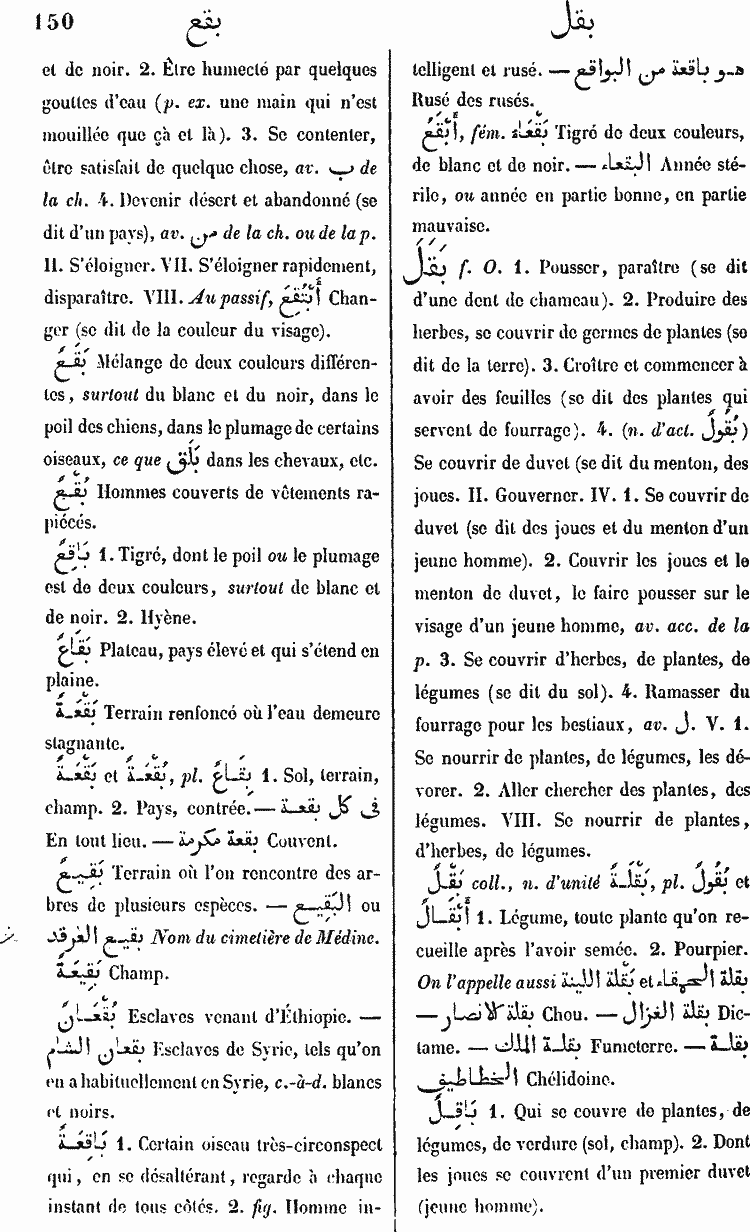 150 بقع بقل
et de noir. 2. Être humecté par quelques
gouttes d'eau (p. ex. une main qui n'est
mouillée que çà et là). 3. Se contenter,
être satisfait de quelque chose, av. ب de
la ch. 4. Devenir désert et abandonné (se
dit d'un pays), av. من de la ch. ou de la p.
II. S'éloigner. VII. S'éloigner rapidement,
disparaître. VIII. Au passif, أُبْتُقِعَ Chan-
ger (se dit de la couleur du visage).
بَقَعٌ Mélange de deux couleurs différen-
tes, surtout du blanc et du noir, dans le
poil des chiens, dans le plumage de certains
oiseaux, ce que بَلَق dans les chevaux, etc.
بُقْعٌ Hommes couverts de vêtements ra-
piécés.
بَاقِعٌ 1. Tigré, dont le poil ou le plumage
est de deux couleurs, surtout de blanc et
de noir. 2. Hyène.
بَقَاعٌ Plateau, pays élevé et qui s'étend en
plaine.
بَقْعَةٌ Terrain renfoncé où l'eau demeure
stagnante.
بَقْعَةٌ et بُقْعَةٌ, pl. بِقَاعٌ 1. Sol, terrain,
champ. 2. Pays, contrée. — فى كل بقعة
En tout lieu. — بقعة مكرمة Couvent.
بَقِيعٌ Terrain où l'on rencontre des ar-
bres de plusieurs espèces. — البَقِيع ou
بقيع الغرقد Nom du cimetière de Médine.
بَقِيعَةٌ Champ.
بُقْعَانٌ Esclaves venant d'Éthiopie. —
بقعان الشام Esclaves de Syrie, tels qu'on
en a habituellement en Syrie, c.-à-d. blancs
et noirs.
بَاقِعَةٌ 1. Certain oiseau très-circonspect
qui, en se désaltérant, regarde à chaque
instant de tous côtés. 2. fig. Homme in-
telligent et rusé. — هو باقعة من البواقع
Rusé des rusés.
أَبْقَعُ, fém. بَقْعَاءُ Tigré de deux couleurs,
de blanc et de noir. — البقعاء Année sté-
rile, ou année en partie bonne, en partie
mauvaise.
بَقَلَ f. O. 1. Pousser, paraître (se dit
d'une dent de chameau). 2. Produire des
herbes, se couvrir de germes de plantes (se
dit de la terre). 3. Croître et commencer à
avoir des feuilles (se dit des plantes qui
servent de fourrage). 4. (n. d'act. بُقُولٌ)
Se couvrir de duvet (se dit du menton, des
joues. II. Gouverner. IV. 1. Se couvrir de
duvet (se dit des joues et du menton d'un
jeune homme). 2. Couvrir les joues et le
menton de duvet, le faire pousser sur le
visage d'un jeune homme, av. acc. de la
p. 3. Se couvrir d'herbes, de plantes, de
légumes (se dit du sol). 4. Ramasser du
fourrage pour les bestiaux, av. ل. V. 1.
Se nourrir de plantes, de légumes, les dé-
vorer. 2. Aller chercher des plantes, des
légumes. VIII. Se nourrir de plantes,
d'herbes, de légumes.
بَقْلٌ coll., n. d'unité بَقْلَةٌ, pl. بُقُولٌ et
أَبْقَالٌ 1. Légume, toute plante qu'on re-
cueille après l'avoir semée. 2. Pourpier.
On l'appelle aussi بَقلة اللينة et بقلة الحمقاء
— بقلة الانصار Chou. — بقلة الغزال Dic-
tame. — بقلة الملك Fumeterre. — بقلة
الخطاطيف Chélidoine.
بَاقِلٌ 1. Qui se couvre de plantes, de
légumes, de verdure (sol, champ). 2. Dont
les joues se couvrent d'un premier duvet
(jeune homme).